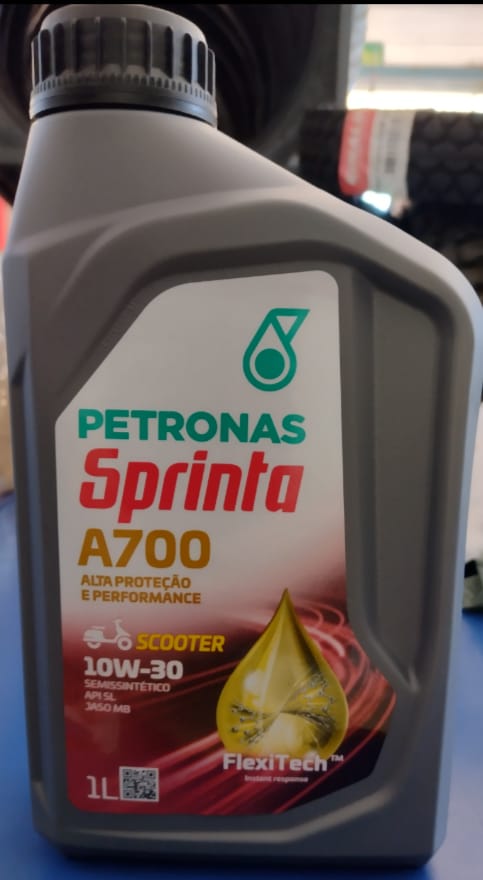 PETRONAS
Sprinta
A700
ALTA PROTEÇÃO
E PERFORMANCE
SCOOTER
10W-30
SEMISSINTÉTICO
API SL
JASO MB
FlexiTech™
Instant response
1L